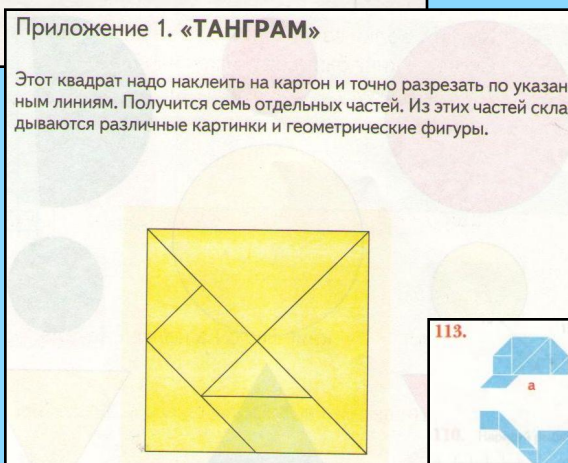 Приложение 1. «ТАНГРАМ»
Этот квадрат надо наклеить на картон и точно разрезать по указан
ным линиям. Получится семь отдельных частей. Из этих частей скла
дываются различные картинки и геометрические фигуры.
113.
а